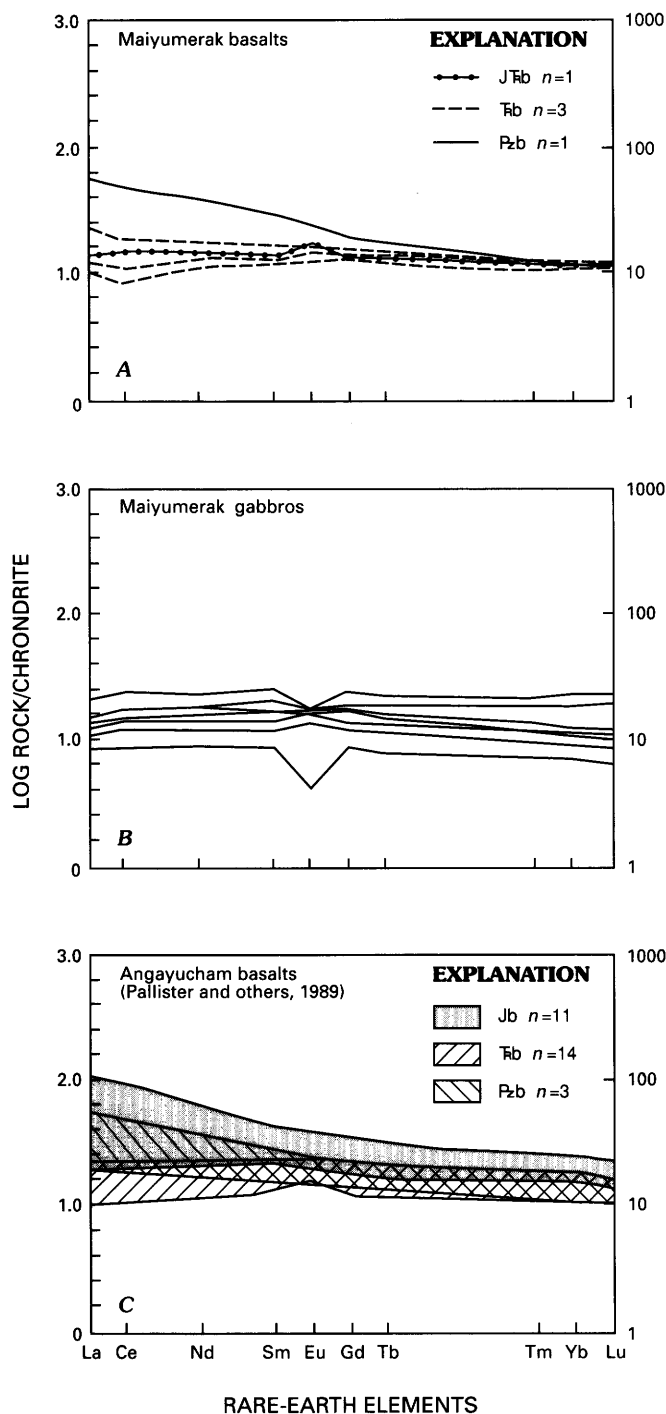 3.0
Maiyumerak basalts
EXPLANATION
JTRb n=1
TRb n=3
Pzb n=1
2.0
1.0
0
1000
100
10
1
A
3.0
Maiyumerak gabbros
2.0
1.0
0
1000
100
10
1
B
LOG ROCK/CHRONDRITE
3.0
Angayucham basalts
(Pallister and others, 1989)
EXPLANATION
Jb n=11
TRb n=14
Pzb n=3
2.0
1.0
0
1000
100
10
1
C
La Ce Nd Sm Eu Gd Tb Tm Yb Lu
RARE-EARTH ELEMENTS